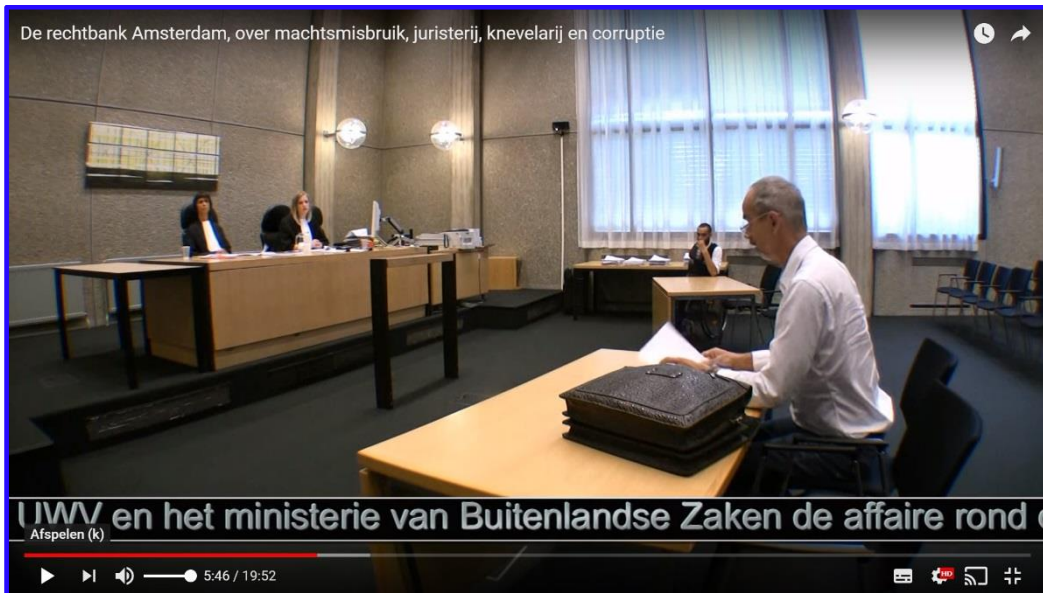 De rechtbank Amsterdam, over machtsmisbruik, juristerij, knevelarij en corruptie
UWV en het ministerie van Buitenlandse Zaken de affaire rond
Afspelen (k)
5:46 / 19:52
HD